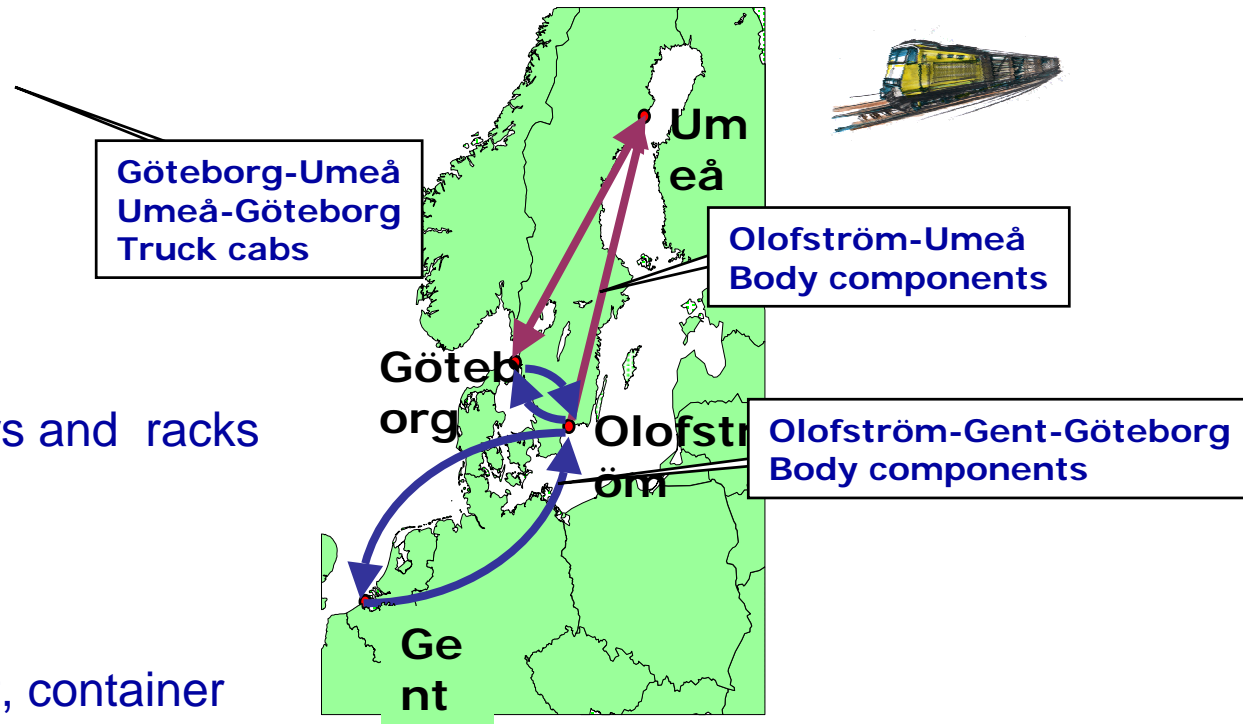 Um
eå
Göteborg-Umeå
Umeå-Göteborg
Truck cabs
Olofström-Umeå
Body components
Göteb
org
s and racks
Olofstr
öm
Olofström-Gent-Göteborg
Body components
Ge
nt
, container